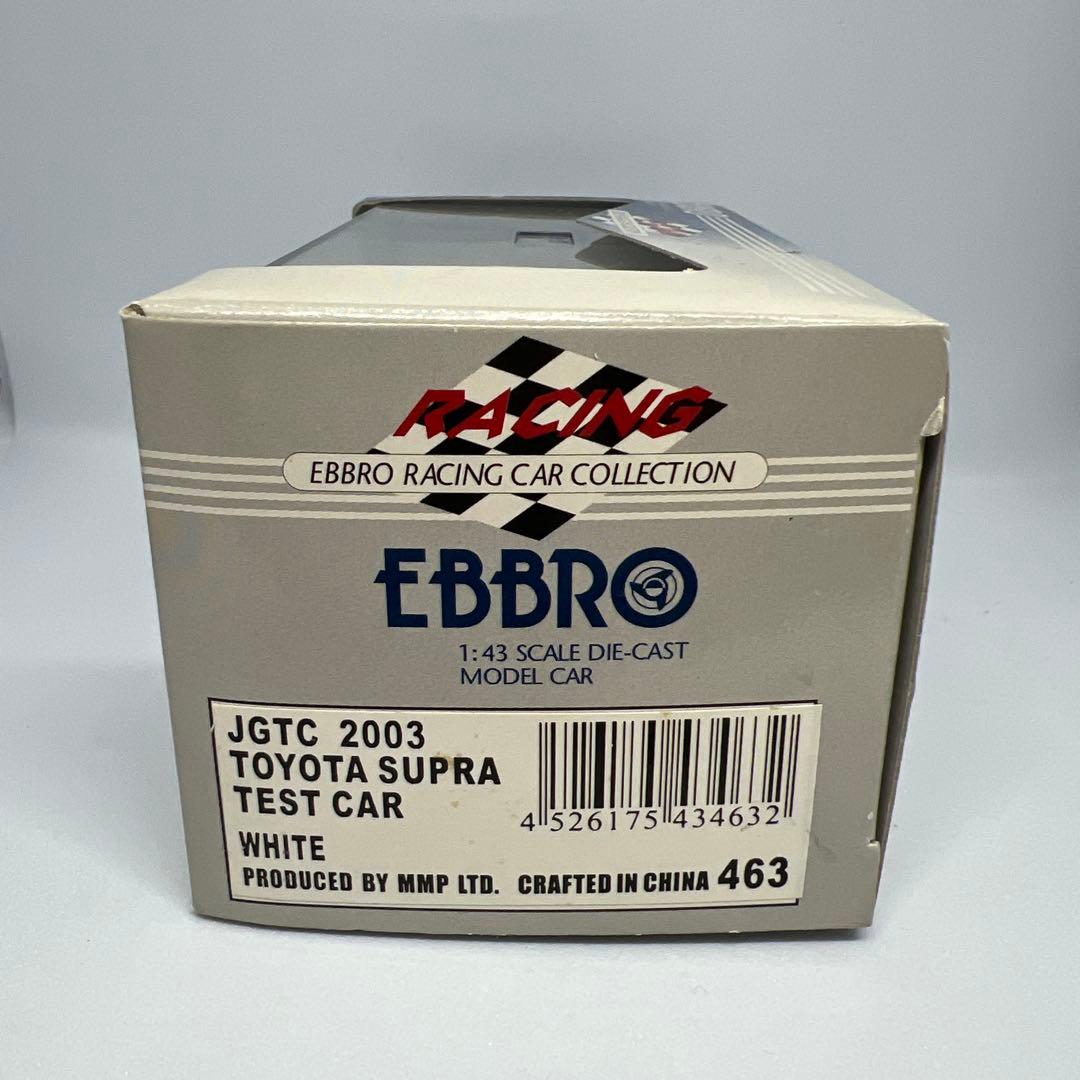 RACING
EBBRO RACING CAR COLLECTION
EBBRO
1:43 SCALE DIE-CAST
MODEL CAR
JGTC 2003
TOYOTA SUPRA
TEST CAR
WHITE
4 526175 434632
PRODUCED BY MMP LTD. CRAFTED IN CHINA 463